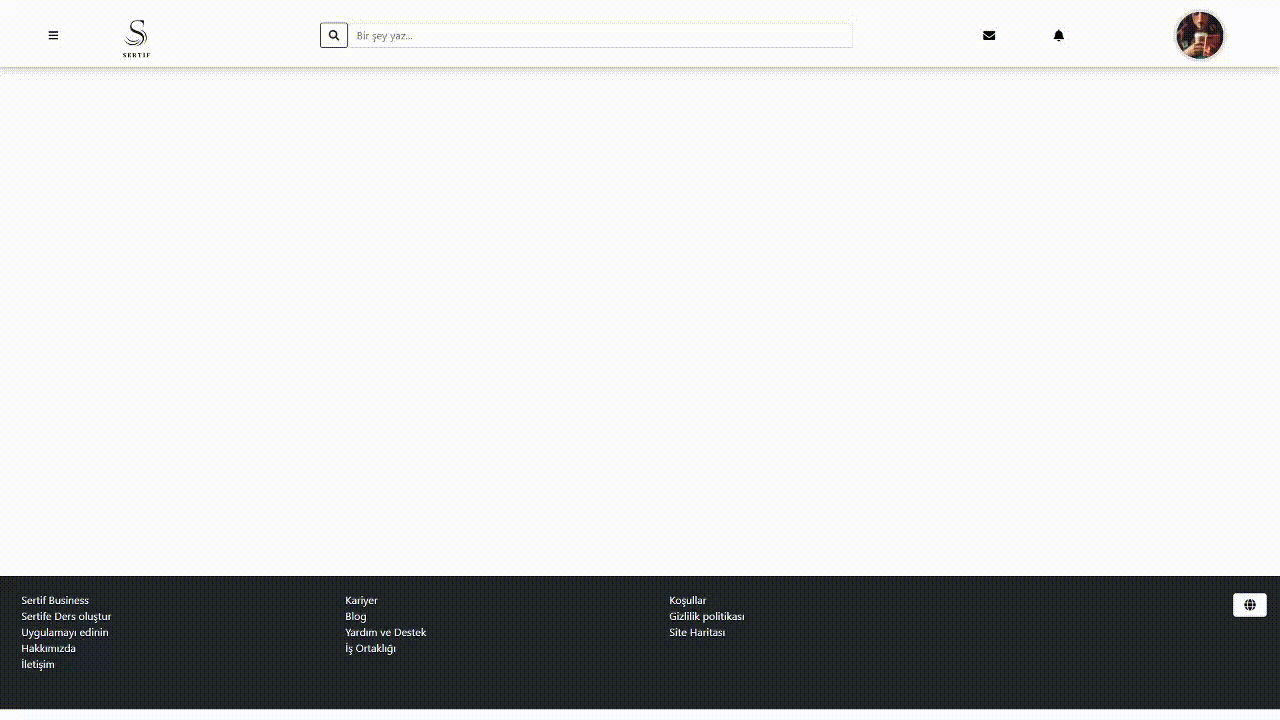 S
SERTIF
Bir şey yaz...
Sertif Business
Sertife Ders oluştur
Uygulamayı edinin
Hakkımızda
İletişim
Kariyer
Blog
Yardım ve Destek
İş Ortaklığı
Koşullar
Gizlilik politikası
Site Haritası